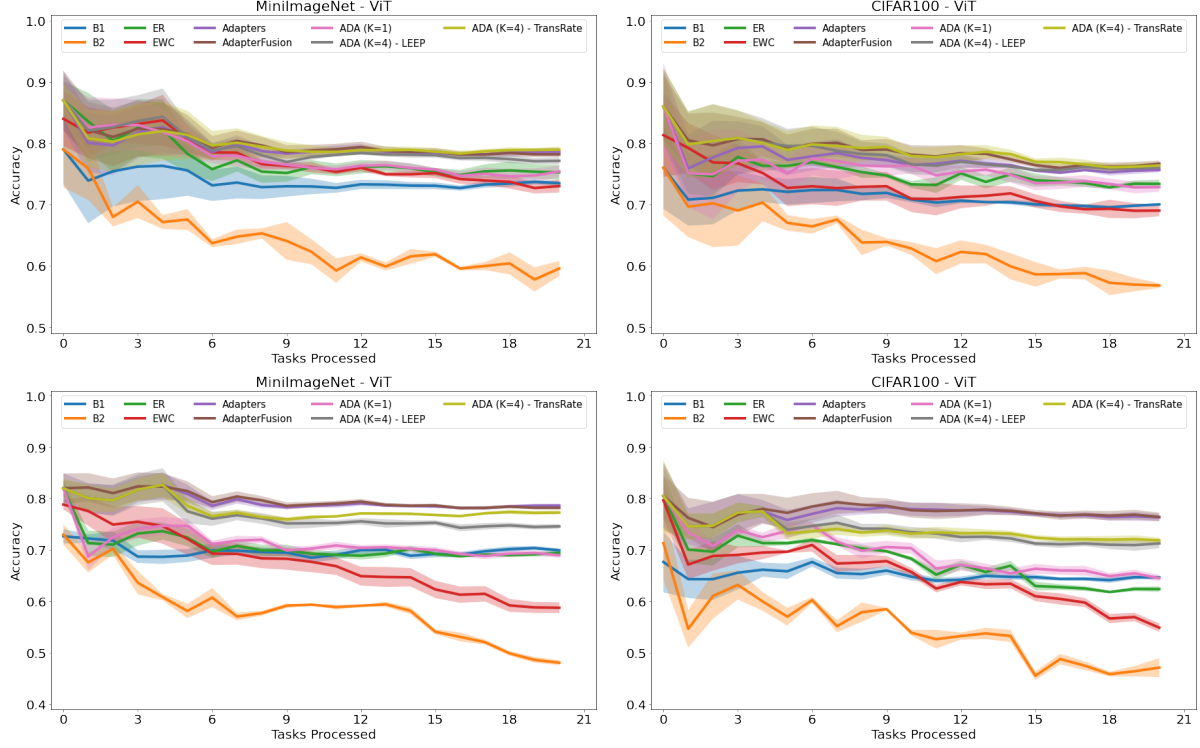 MiniImageNet - ViT
B1
ER
Adapters
ADA (K=1)
ADA (K=4) - TransRate
B2
EWC
AdapterFusion
ADA (K=4) - LEEP
1.0
0.9
0.8
0.7
0.6
0.5
Accuracy
0
3
6
9
12
15
18
21
Tasks Processed
CIFAR100 - ViT
B1
ER
Adapters
ADA (K=1)
ADA (K=4) - TransRate
B2
EWC
AdapterFusion
ADA (K=4) - LEEP
1.0
0.9
0.8
0.7
0.6
0.5
Accuracy
0
3
6
9
12
15
18
21
Tasks Processed
MiniImageNet - ViT
B1
ER
Adapters
ADA (K=1)
ADA (K=4) - TransRate
B2
EWC
AdapterFusion
ADA (K=4) - LEEP
1.0
0.9
0.8
0.7
0.6
0.5
0.4
Accuracy
0
3
6
9
12
15
18
21
Tasks Processed
CIFAR100 - ViT
B1
ER
Adapters
ADA (K=1)
ADA (K=4) - TransRate
B2
EWC
AdapterFusion
ADA (K=4) - LEEP
1.0
0.9
0.8
0.7
0.6
0.5
0.4
Accuracy
0
3
6
9
12
15
18
21
Tasks Processed